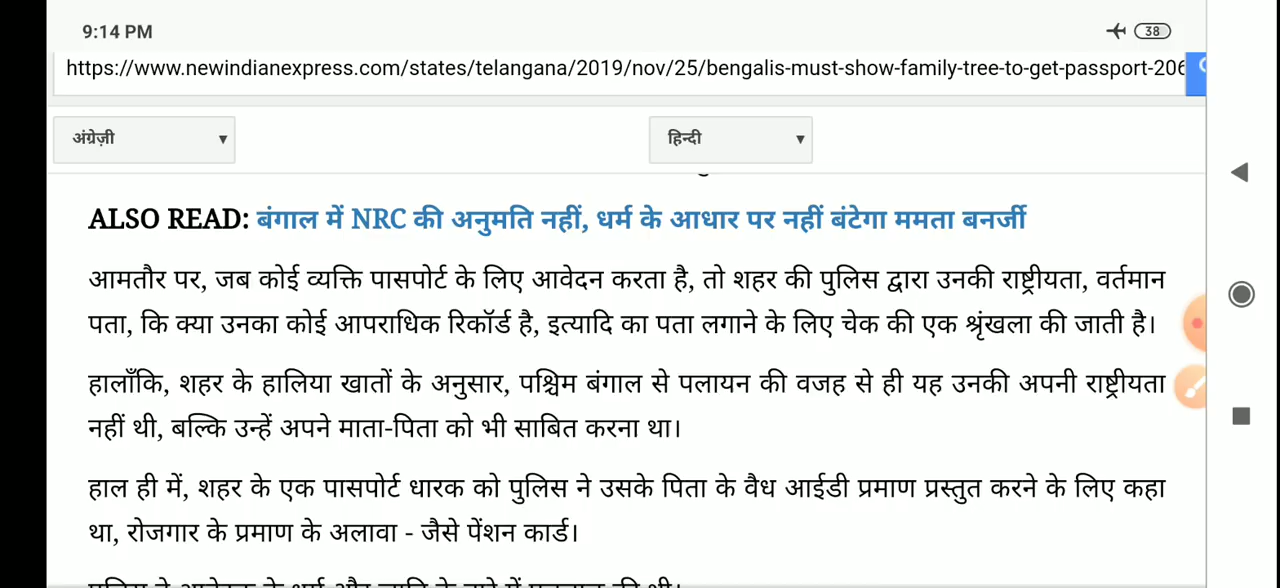 9:14 PM
38
https://www.newindianexpress.com/states/telangana/2019/nov/25/bengalis-must-show-family-tree-to-get-passport-206
अंग्रेज़ी
हिन्दी
ALSO READ: बंगाल में NRC की अनुमति नहीं, धर्म के आधार पर नहीं बंटेगा ममता बनर्जी
आमतौर पर, जब कोई व्यक्ति पासपोर्ट के लिए आवेदन करता है, तो शहर की पुलिस द्वारा उनकी राष्ट्रीयता, वर्तमान
पता, कि क्या उनका कोई आपराधिक रिकॉर्ड है, इत्यादि का पता लगाने के लिए चेक की एक श्रृंखला की जाती है।
हालाँकि, शहर के हालिया खातों के अनुसार, पश्चिम बंगाल से पलायन की वजह से ही यह उनकी अपनी राष्ट्रीयता
नहीं थी, बल्कि उन्हें अपने माता-पिता को भी साबित करना था।
हाल ही में, शहर के एक पासपोर्ट धारक को पुलिस ने उसके पिता के वैध आईडी प्रमाण प्रस्तुत करने के लिए कहा
था, रोजगार के प्रमाण के अलावा - जैसे पेंशन कार्ड।